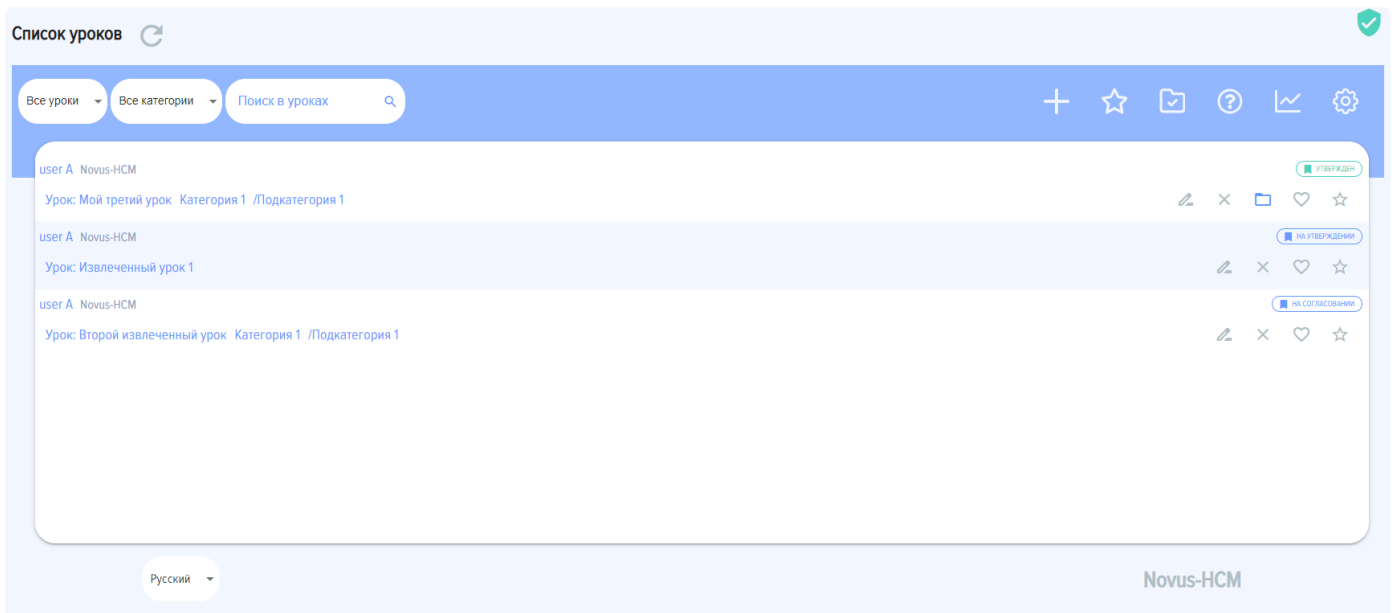 Список уроков
Все уроки Все категории Поиск в уроках
user A Novus-HCM УТВЕРЖДЕН
Урок: Мой третий урок Категория 1 /Подкатегория 1
user A Novus-HCM НА УТВЕРЖДЕНИИ
Урок: Извлеченный урок 1
user A Novus-HCM НА СОГЛАСОВАНИИ
Урок: Второй извлеченный урок Категория 1 /Подкатегория 1
Русский Novus-HCM